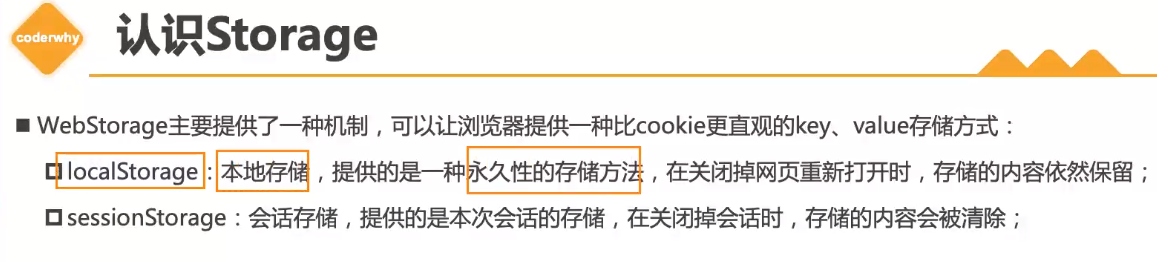 coderwhy
认识Storage
WebStorage主要提供了一种机制，可以让浏览器提供一种比cookie更直观的key、value存储方式：
localStorage：本地存储，提供的是一种永久性的存储方法，在关闭掉网页重新打开时，存储的内容依然保留；
sessionStorage：会话存储，提供的是本次会话的存储，在关闭掉会话时，存储的内容会被清除；